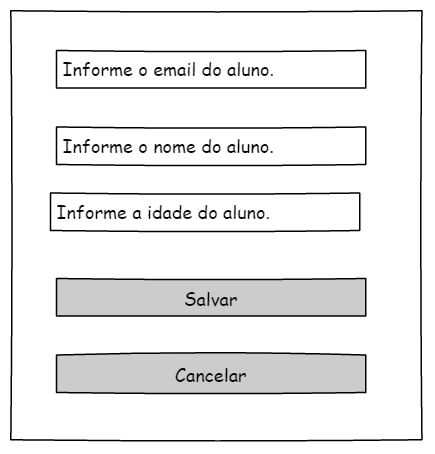 Informe o email do aluno.
Informe o nome do aluno.
Informe a idade do aluno.
Salvar
Cancelar